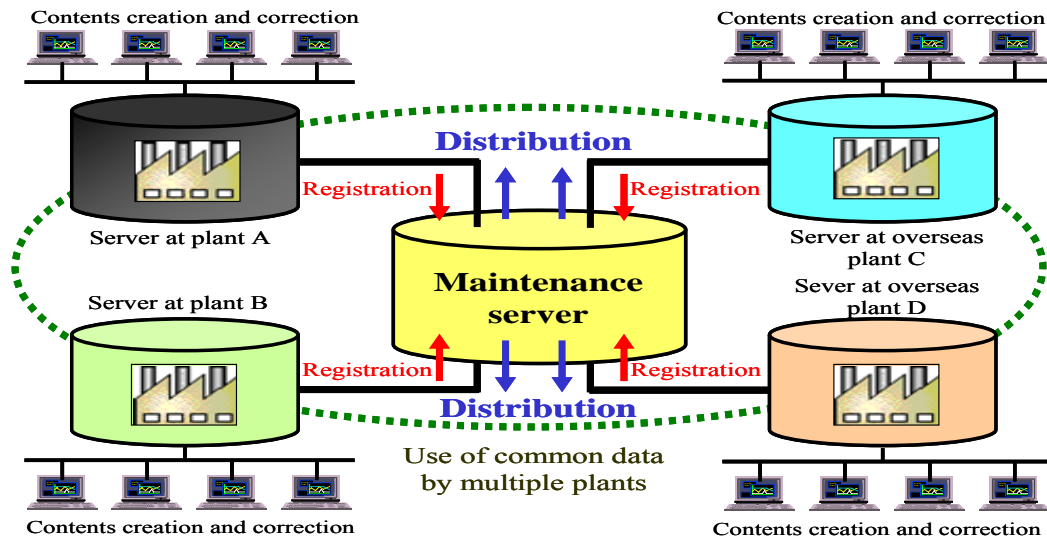 Contents creation and correction
Contents creation and correction
Distribution
Registration
Registration
Server at plant A
Server at overseas
plant C
Maintenance
server
Server at plant B
Sever at overseas
plant D
Registration
Registration
Distribution
Use of common data
by multiple plants
Contents creation and correction
Contents creation and correction